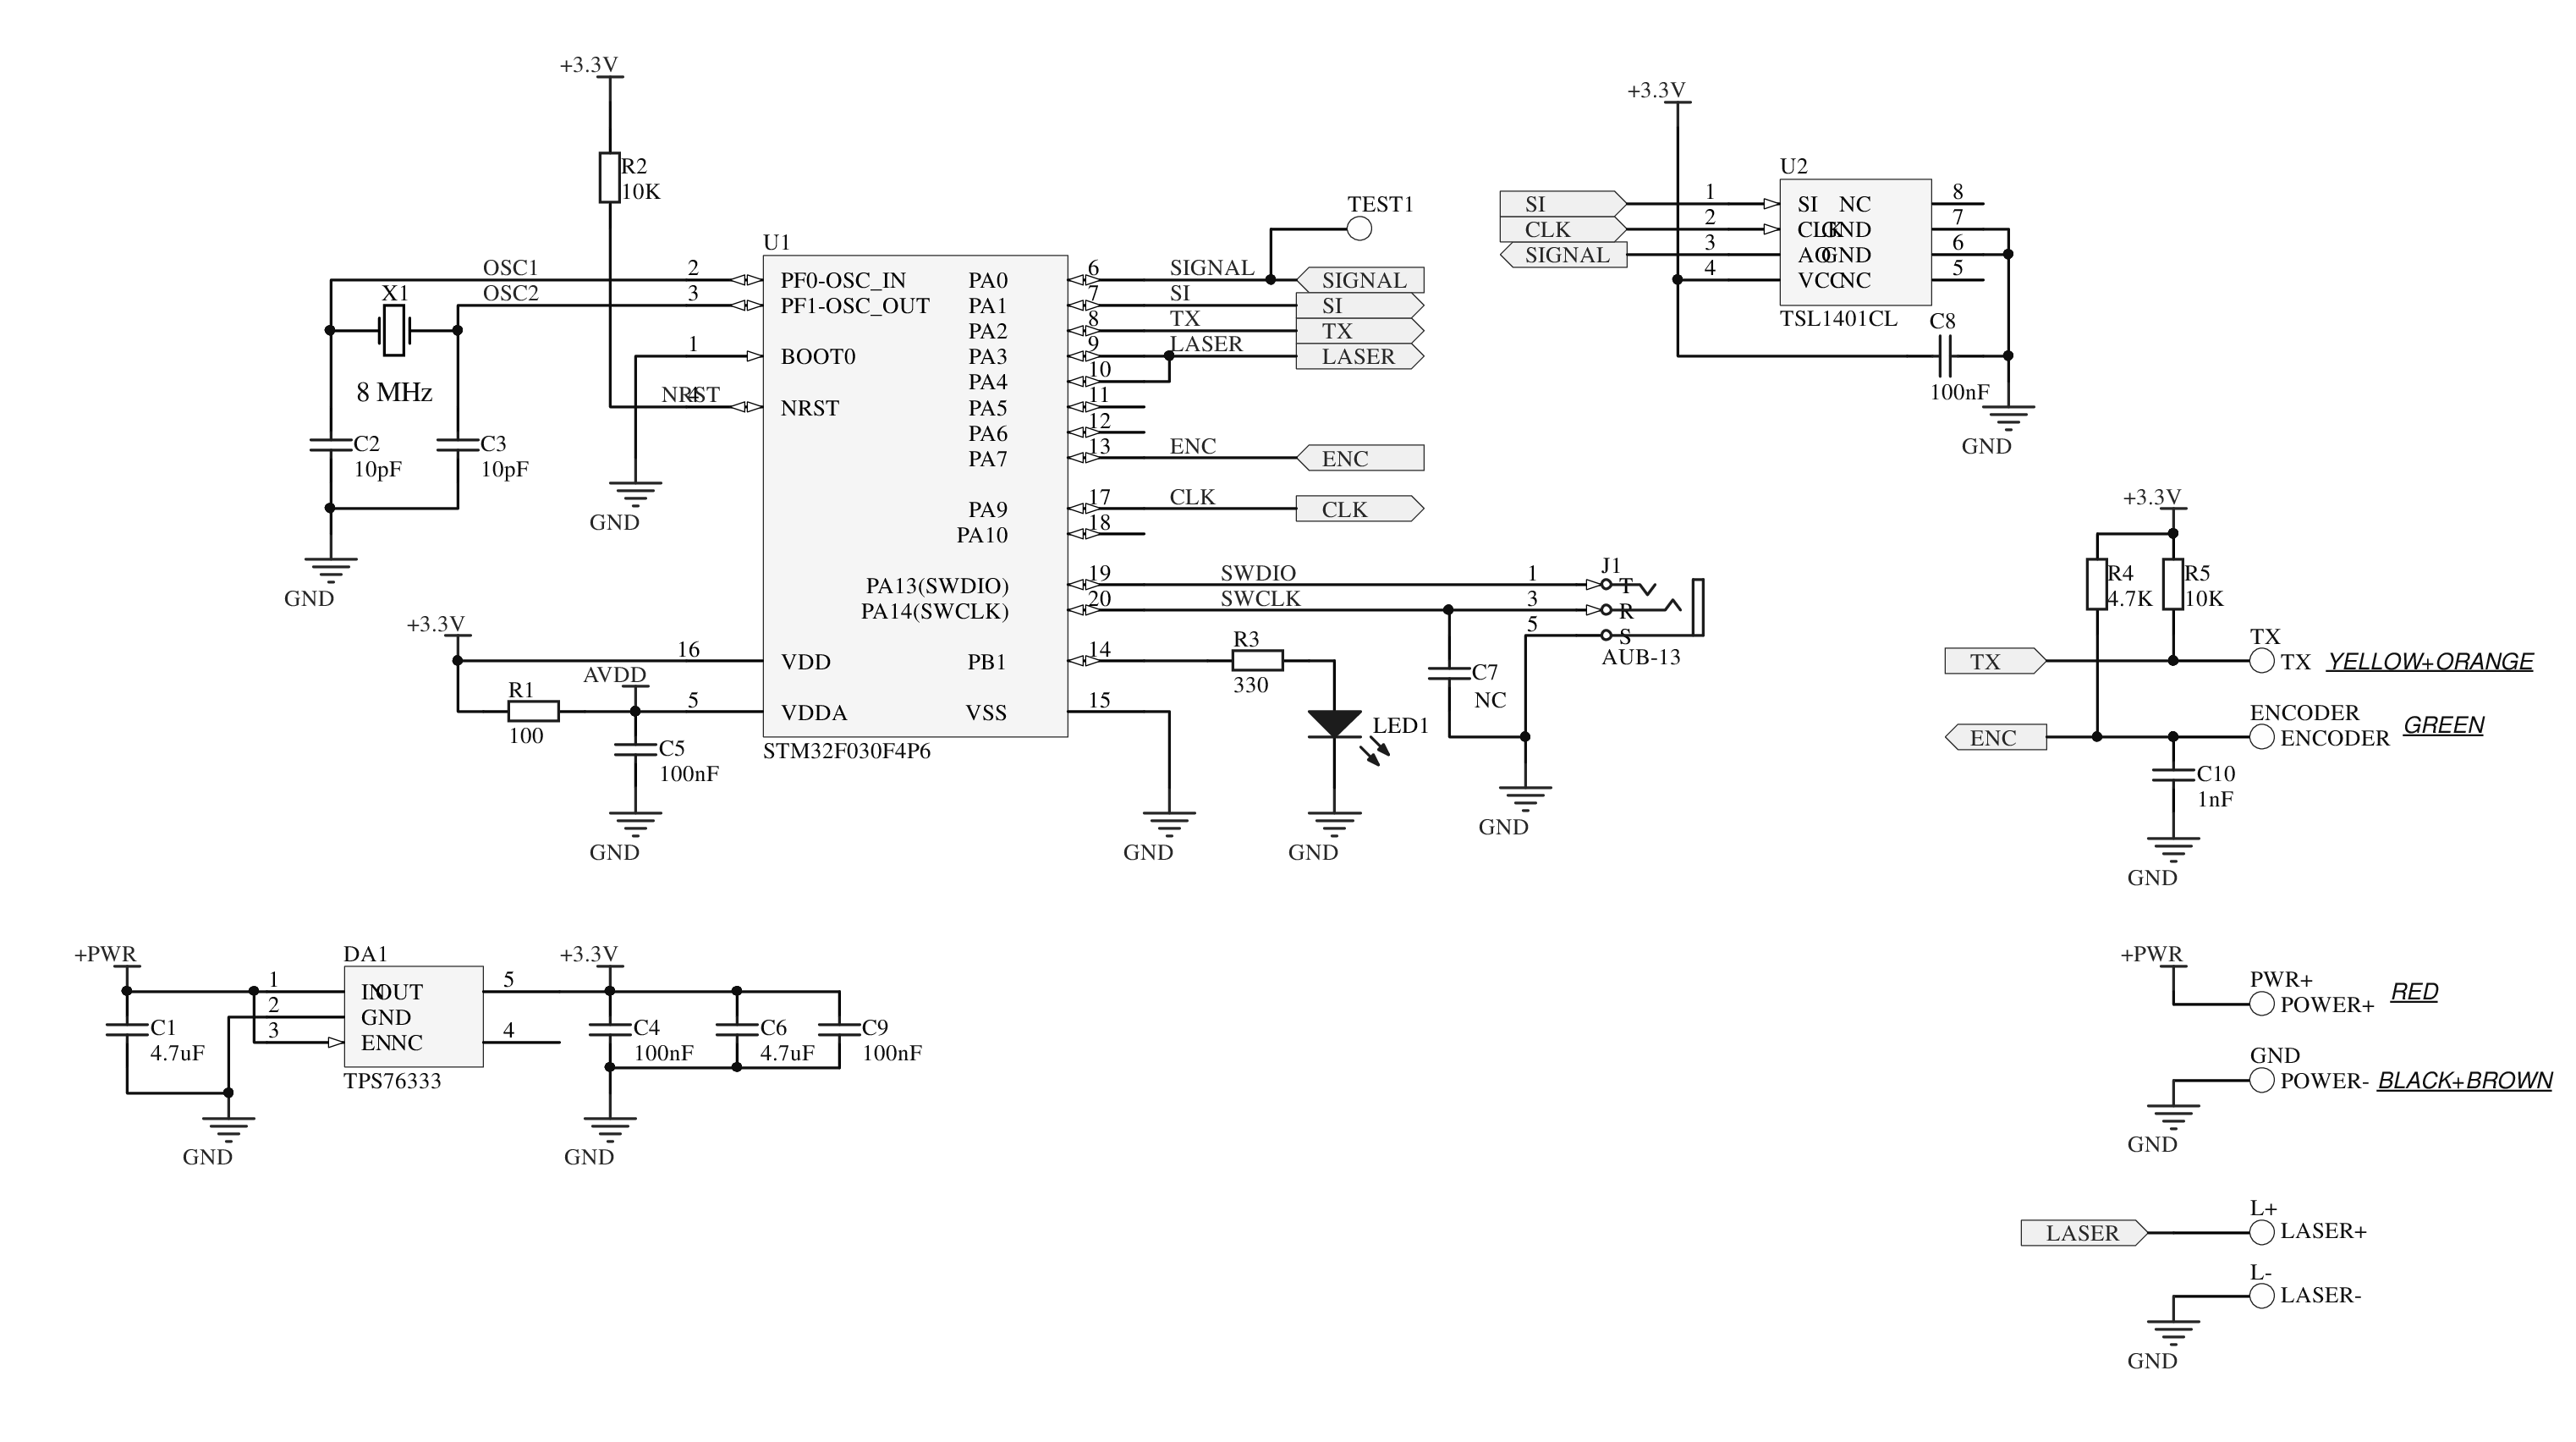 +3.3V
R2
10K
U1
OSC1
2
PF0-OSC_IN
OSC2
3
PF1-OSC_OUT
X1
8 MHz
1
BOOT0
NRST
4
NRST
C2
10pF
C3
10pF
GND
GND
+3.3V
16
VDD
AVDD
R1
100
5
VDDA
C5
100nF
GND
STM32F030F4P6
PA0
6
SIGNAL
SIGNAL
TEST1
PA1
7
SI
SI
PA2
8
TX
TX
PA3
9
LASER
LASER
PA4
10
PA5
11
PA6
12
PA7
13
ENC
ENC
PA9
17
CLK
CLK
PA10
18
PA13(SWDIO)
19
SWDIO
1
PA14(SWCLK)
20
SWCLK
3
5
J1
T
R
S
AUB-13
PB1
14
R3
330
LED1
C7
NC
VSS
15
GND
GND
GND
+3.3V
U2
SI
1
SI
NC
8
CLK
2
CLK
GND
7
SIGNAL
3
AO
GND
6
4
VCC
NC
5
TSL1401CL
C8
100nF
GND
+3.3V
R4
4.7K
R5
10K
TX
TX
TX
YELLOW+ORANGE
ENC
ENCODER
ENCODER
GREEN
C10
1nF
GND
+PWR
DA1
1
IN
OUT
5
2
GND
3
EN
NC
4
TPS76333
C1
4.7uF
GND
+3.3V
C4
100nF
C6
4.7uF
C9
100nF
GND
+PWR
PWR+
POWER+
RED
GND
POWER-
BLACK+BROWN
GND
LASER
L+
LASER+
L-
LASER-
GND